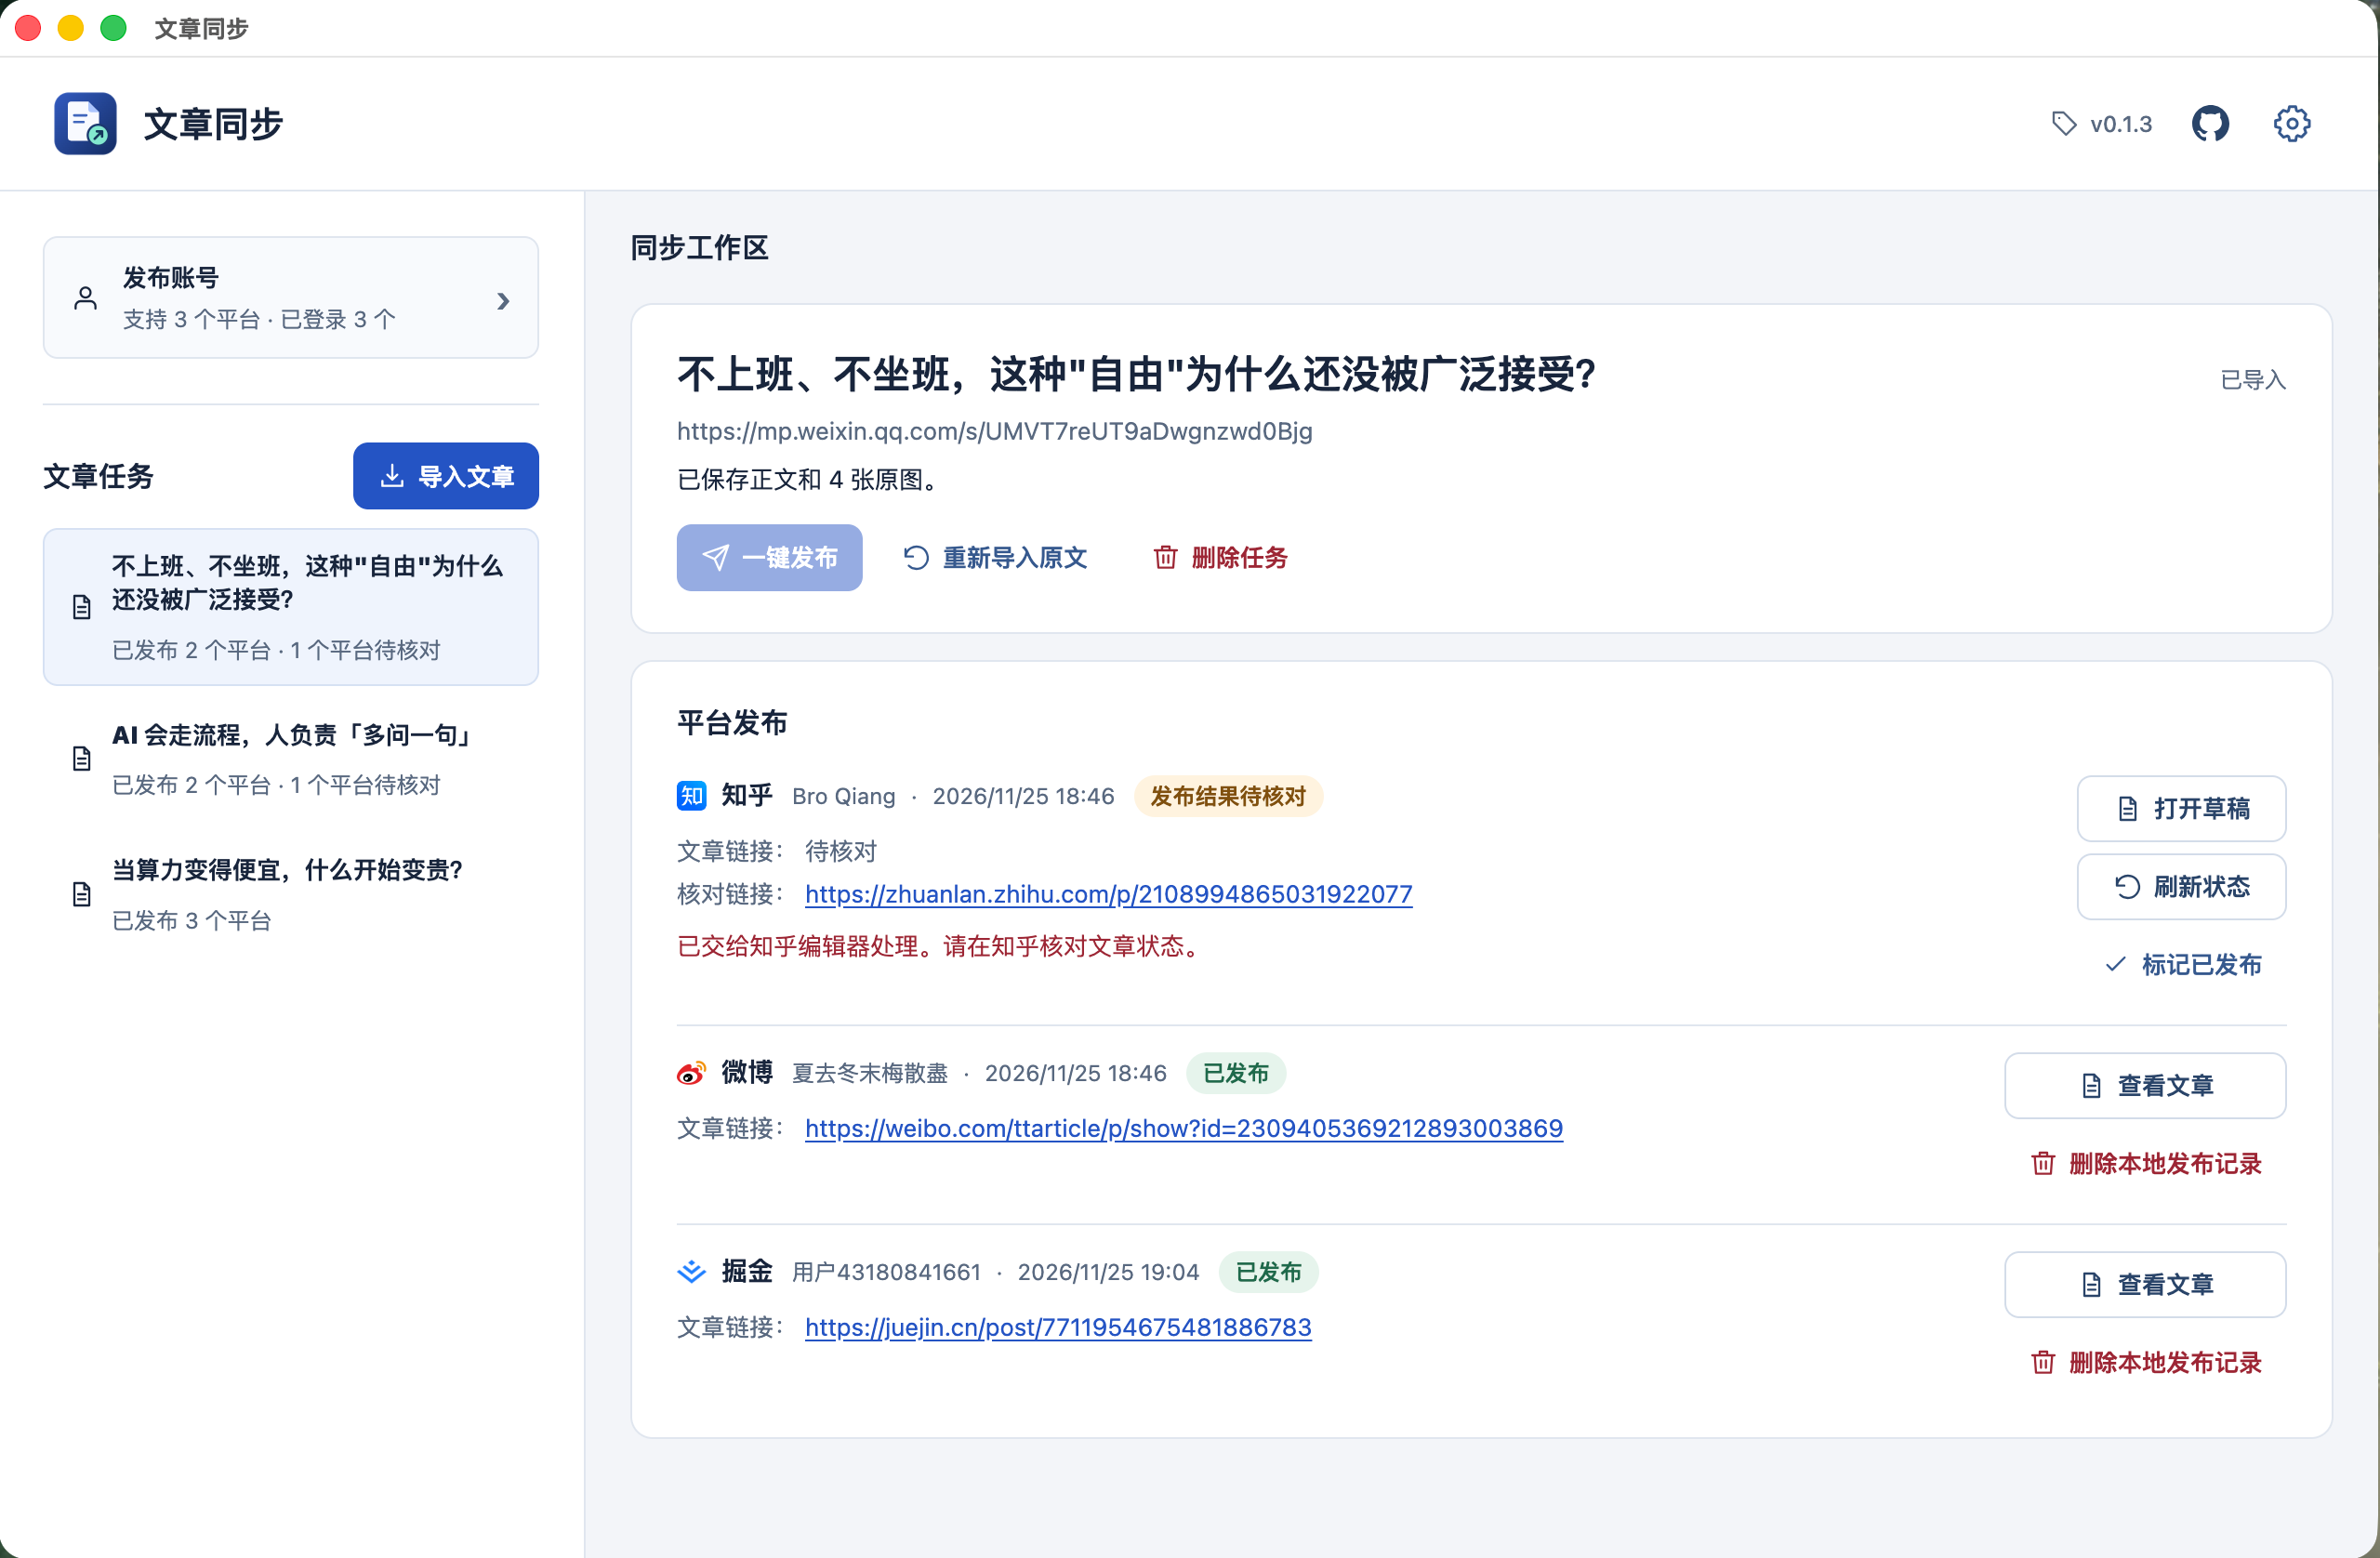 文章同步
文章同步
v0.1.3
发布账号
支持 3 个平台 · 已登录 3 个
文章任务
导入文章
不上班、不坐班，这种"自由"为什么
还没被广泛接受？
已发布 2 个平台 · 1 个平台待核对
AI 会走流程，人负责「多问一句」
已发布 2 个平台 · 1 个平台待核对
当算力变得便宜，什么开始变贵？
已发布 3 个平台
同步工作区
不上班、不坐班，这种"自由"为什么还没被广泛接受？
已导入
https://mp.weixin.qq.com/s/UMVT7reUT9aDwgnzwd0Bjg
已保存正文和 4 张原图。
一键发布
重新导入原文
删除任务
平台发布
知 知乎 Bro Qiang · 2026/11/25 18:46 发布结果待核对
文章链接： 待核对
核对链接： https://zhuanlan.zhihu.com/p/2108994865031922077
已交给知乎编辑器处理。请在知乎核对文章状态。
打开草稿
刷新状态
标记已发布
微博 夏去冬末梅散盡 · 2026/11/25 18:46 已发布
文章链接： https://weibo.com/ttarticle/p/show?id=2309405369212893003869
查看文章
删除本地发布记录
掘金 用户43180841661 · 2026/11/25 19:04 已发布
文章链接： https://juejin.cn/post/7711954675481886783
查看文章
删除本地发布记录